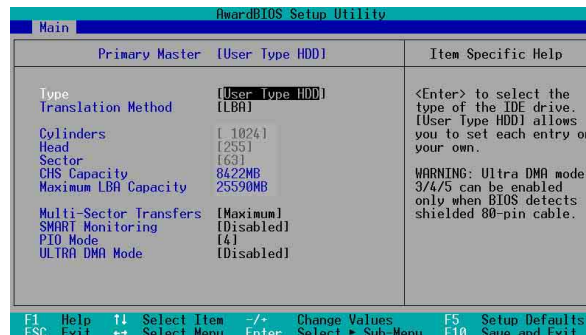 AwardBIOS Setup Utility
Main
Primary Master [User Type HDD]
Item Specific Help
Type [User Type HDD]
Translation Method [LBA]
Cylinders [ 1024]
Head [255]
Sector [63]
CHS Capacity 8422MB
Maximum LBA Capacity 25590MB
Multi-Sector Transfers [Maximum]
SMART Monitoring [Disabled]
PIO Mode [4]
ULTRA DMA Mode [Disabled]
<Enter> to select the
type of the IDE drive.
[User Type HDD] allows
you to set each entry on
your own.
WARNING: Ultra DMA mode
3/4/5 can be enabled
only when BIOS detects
shielded 80-pin cable.
F1 Help ↑↓ Select Item -/+ Change Values F5 Setup Defaults
ESC Exit ←→ Select Menu Enter Select ► Sub-Menu F10 Save and Exit